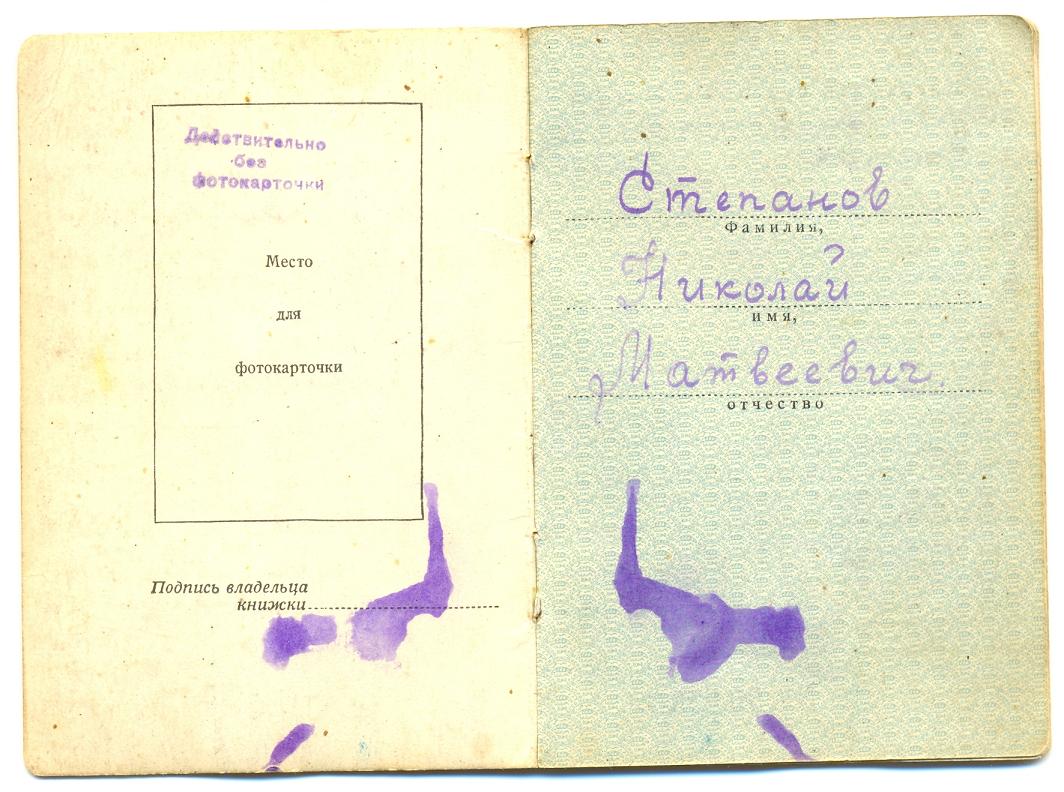 Действительно
без
фотокарточки
Место
для
фотокарточки
Подпись владельца
книжки
Степанов
Фамилия,
Николай
имя,
Матвеевич.
отчество